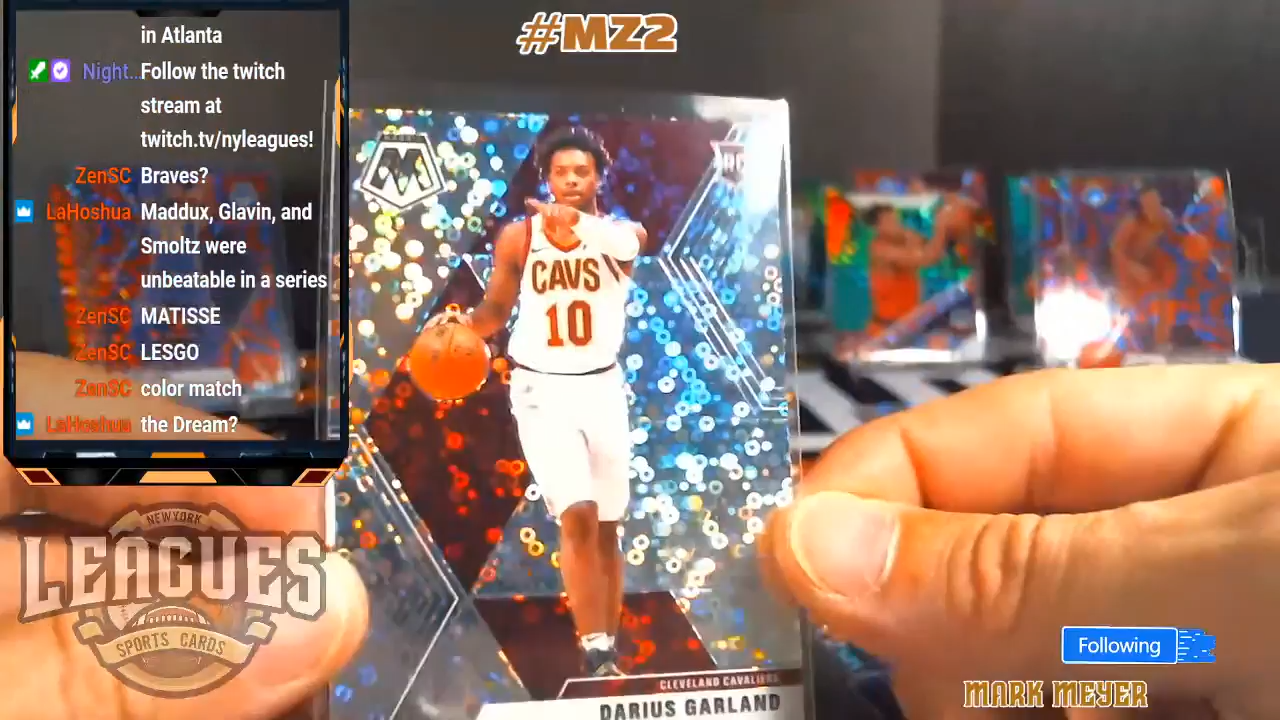 #MZ2
in Atlanta
Night... Follow the twitch
stream at
twitch.tv/nyleagues!
ZenSC Braves?
LaHoshua Maddux, Glavin, and
Smoltz were
unbeatable in a series
ZenSC MATISSE
ZenSC LESGO
ZenSC color match
LaHoshua the Dream?
NEW YORK
LEAGUES
SPORTS CARDS
M
RC
CAVS
10
CLEVELAND CAVALIERS
DARIUS GARLAND
Following
MARK MEYER